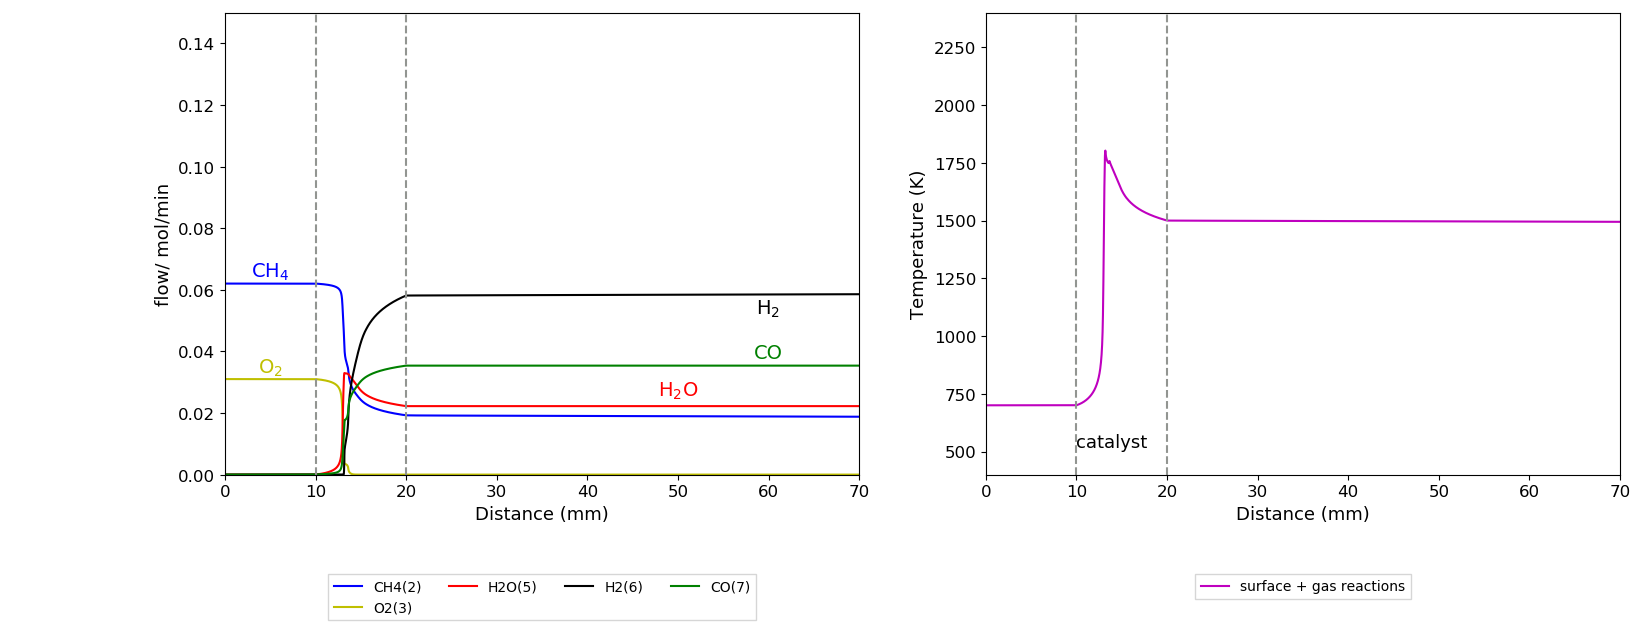 0.14
0.12
0.10
0.08
0.06
0.04
0.02
0.00
flow/ mol/min
CH₄
O₂
H₂
CO
H₂O
0 10 20 30 40 50 60 70
Distance (mm)
CH4(2) H2O(5) H2(6) CO(7)
O2(3)
2250
2000
1750
1500
1250
1000
750
500
Temperature (K)
catalyst
0 10 20 30 40 50 60 70
Distance (mm)
surface + gas reactions